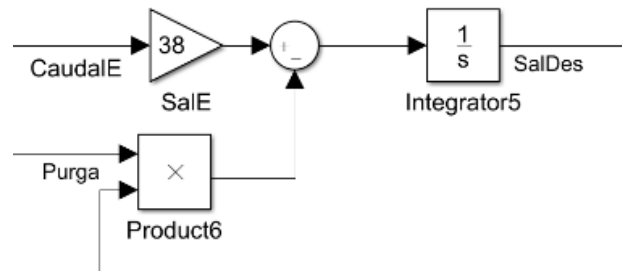 38
+
−
1
s
CaudalE
SalDes
SalE
Integrator5
Purga
×
Product6